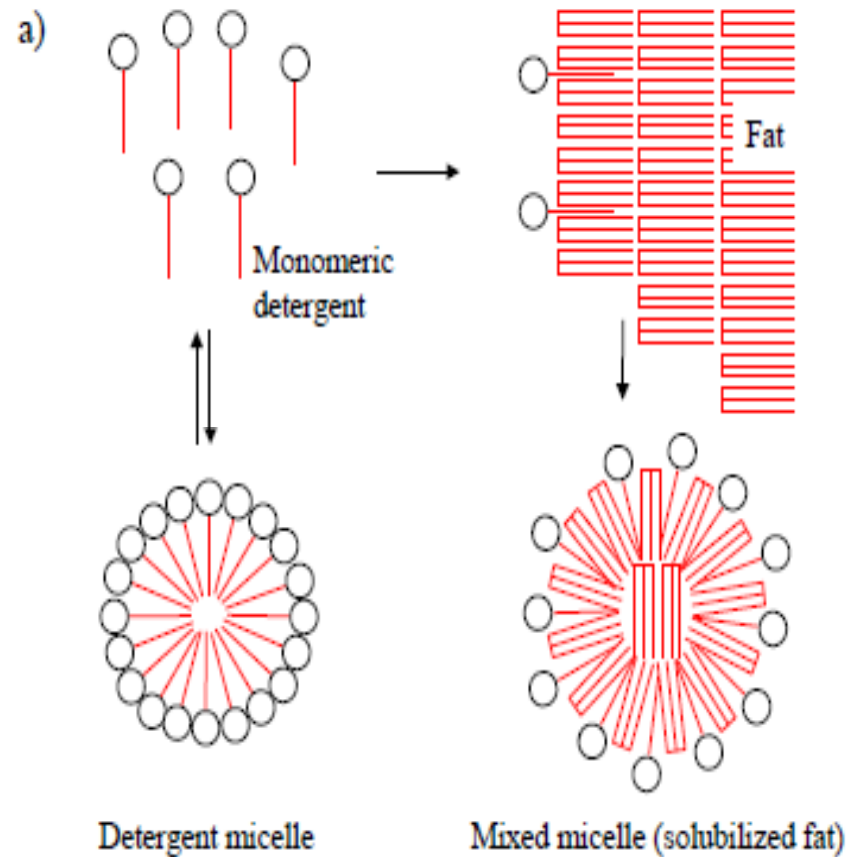 a)
Fat
Monomeric
detergent
Detergent micelle
Mixed micelle (solubilized fat)